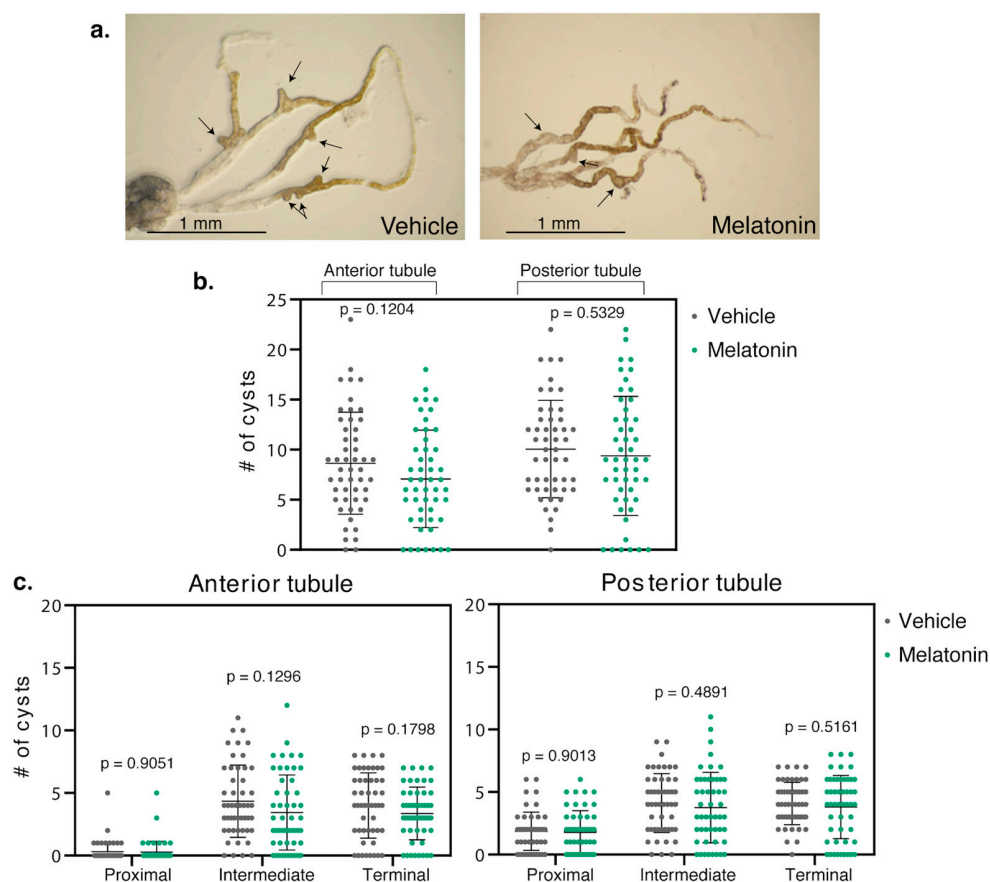 a.
1 mm
Vehicle
1 mm
Melatonin
b.
Anterior tubule
Posterior tubule
p = 0.1204
p = 0.5329
Vehicle
Melatonin
# of cysts
25
20
15
10
5
0
c.
Anterior tubule
Posterior tubule
# of cysts
20
15
10
5
0
p = 0.9051
p = 0.1296
p = 0.1798
Proximal
Intermediate
Terminal
20
15
10
5
0
p = 0.9013
p = 0.4891
p = 0.5161
Proximal
Intermediate
Terminal
Vehicle
Melatonin